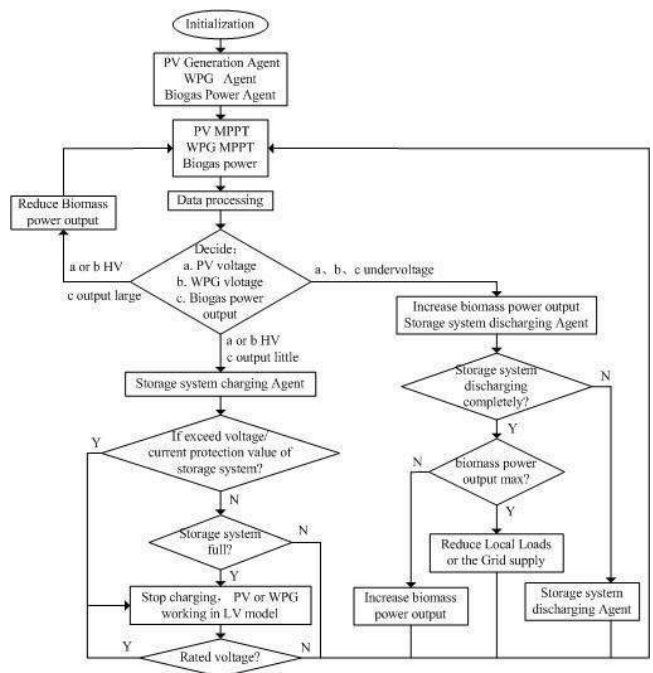 Initialization
PV Generation Agent
WPG Agent
Biogas Power Agent
PV MPPT
WPG MPPT
Biogas power
Reduce Biomass
power output
Data processing
Decide:
a. PV voltage
b. WPG vlotage
c. Biogas power
output
a or b HV
c output large
a、b、c undervoltage
Increase biomass power output
Storage system discharging Agent
a or b HV
c output little
Storage system charging Agent
Storage system
discharging
completely?
N
Y
Y
If exceed voltage/
current protection value of
storage system?
N
biomass power
output max?
N
Y
Storage system
full?
N
Y
Reduce Local Loads
or the Grid supply
Stop charging， PV or WPG
working in LV model
Increase biomass
power output
Storage system
discharging Agent
Y
Rated voltage?
N